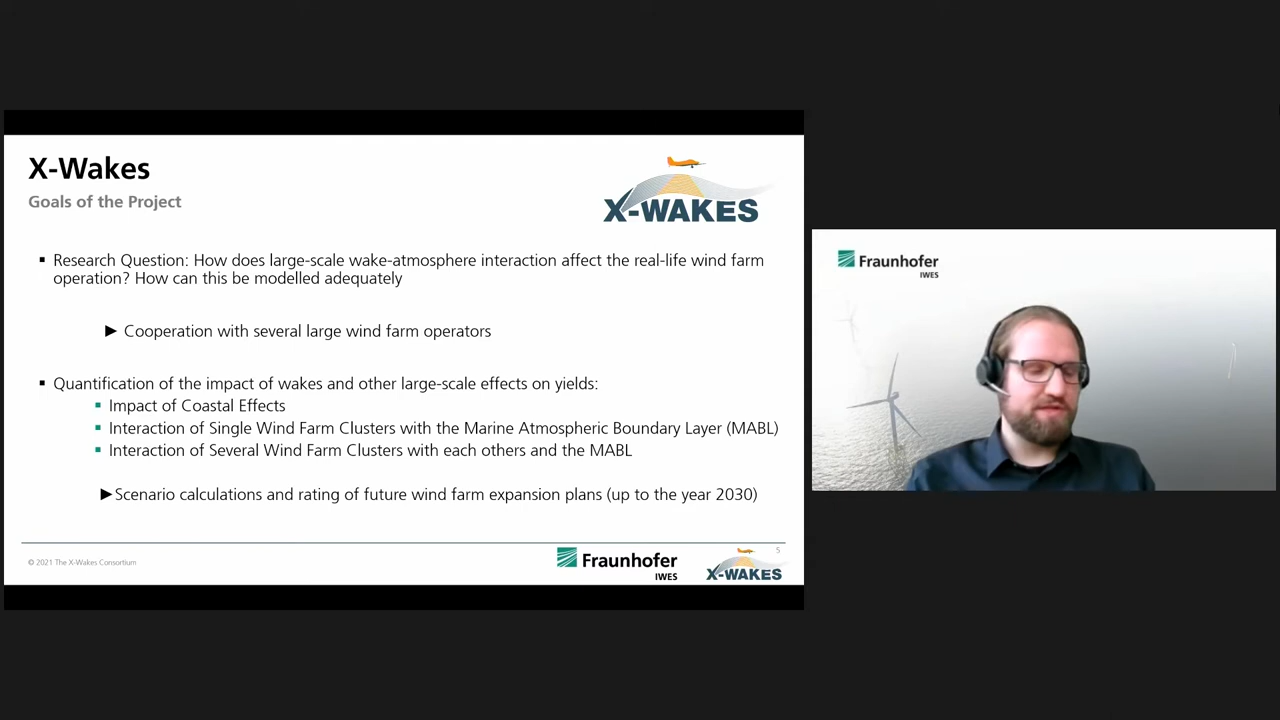 X-Wakes
Goals of the Project
X-WAKES
▪ Research Question: How does large-scale wake-atmosphere interaction affect the real-life wind farm
operation? How can this be modelled adequately
► Cooperation with several large wind farm operators
▪ Quantification of the impact of wakes and other large-scale effects on yields:
▪ Impact of Coastal Effects
▪ Interaction of Single Wind Farm Clusters with the Marine Atmospheric Boundary Layer (MABL)
▪ Interaction of Several Wind Farm Clusters with each others and the MABL
►Scenario calculations and rating of future wind farm expansion plans (up to the year 2030)
5
© 2021 The X-Wakes Consortium
Fraunhofer
IWES
X-WAKES
Fraunhofer
IWES